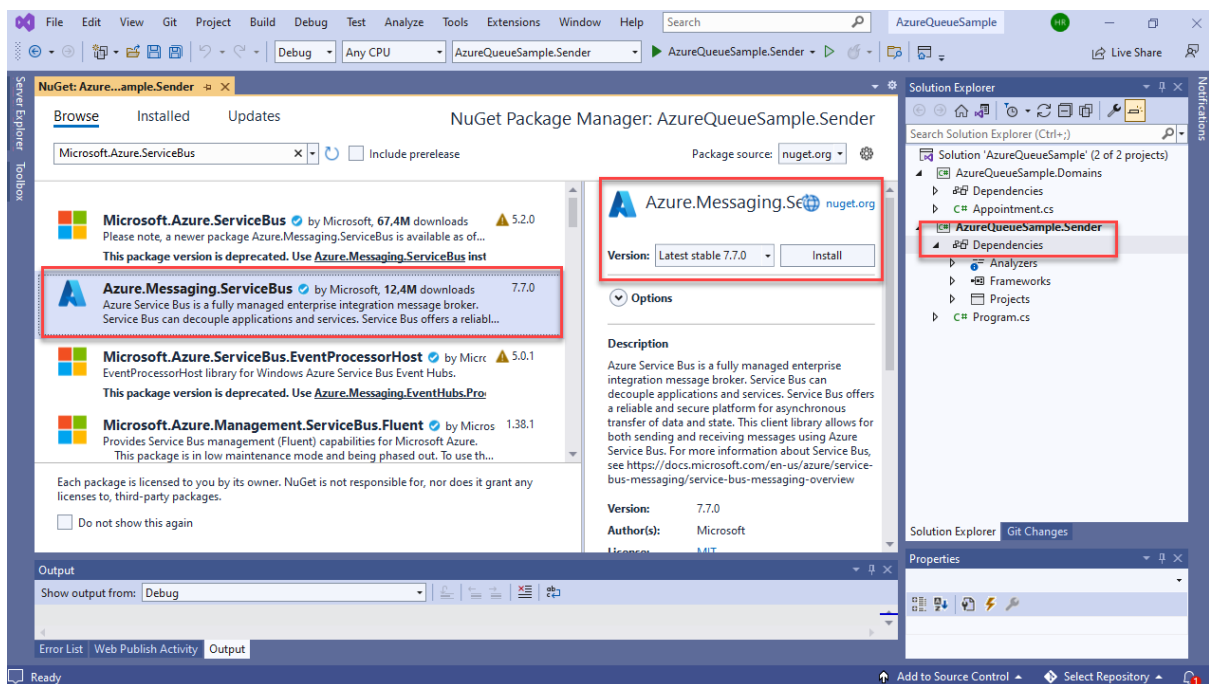 File Edit View Git Project Build Debug Test Analyze Tools Extensions Window Help Search AzureQueueSample HR
Debug Any CPU AzureQueueSample.Sender AzureQueueSample.Sender Live Share
Server Explorer
Toolbox
NuGet: Azure...ample.Sender
Browse Installed Updates
NuGet Package Manager: AzureQueueSample.Sender
Microsoft.Azure.ServiceBus
Include prerelease
Package source: nuget.org
Microsoft.Azure.ServiceBus by Microsoft, 67,4M downloads 5.2.0
Please note, a newer package Azure.Messaging.ServiceBus is available as of...
This package version is deprecated. Use Azure.Messaging.ServiceBus inst
Azure.Messaging.ServiceBus by Microsoft, 12,4M downloads 7.7.0
Azure Service Bus is a fully managed enterprise integration message broker.
Service Bus can decouple applications and services. Service Bus offers a reliabl...
Microsoft.Azure.ServiceBus.EventProcessorHost by Micrc 5.0.1
EventProcessorHost library for Windows Azure Service Bus Event Hubs.
This package version is deprecated. Use Azure.Messaging.EventHubs.Pro
Microsoft.Azure.Management.ServiceBus.Fluent by Micros 1.38.1
Provides Service Bus management (Fluent) capabilities for Microsoft Azure.
This package is in low maintenance mode and being phased out. To use th...
Each package is licensed to you by its owner. NuGet is not responsible for, nor does it grant any
licenses to, third-party packages.
Do not show this again
Azure.Messaging.Se nuget.org
Version: Latest stable 7.7.0 Install
Options
Description
Azure Service Bus is a fully managed enterprise
integration message broker. Service Bus can
decouple applications and services. Service Bus offers
a reliable and secure platform for asynchronous
transfer of data and state. This client library allows for
both sending and receiving messages using Azure
Service Bus. For more information about Service Bus,
see https://docs.microsoft.com/en-us/azure/service-
bus-messaging/service-bus-messaging-overview
Version: 7.7.0
Author(s): Microsoft
License: MIT
Solution Explorer
Search Solution Explorer (Ctrl+;)
Solution 'AzureQueueSample' (2 of 2 projects)
C# AzureQueueSample.Domains
Dependencies
C# Appointment.cs
C# AzureQueueSample.Sender
Dependencies
Analyzers
Frameworks
Projects
C# Program.cs
Solution Explorer Git Changes
Properties
Notifications
Output
Show output from: Debug
Error List Web Publish Activity Output
Ready Add to Source Control Select Repository 1